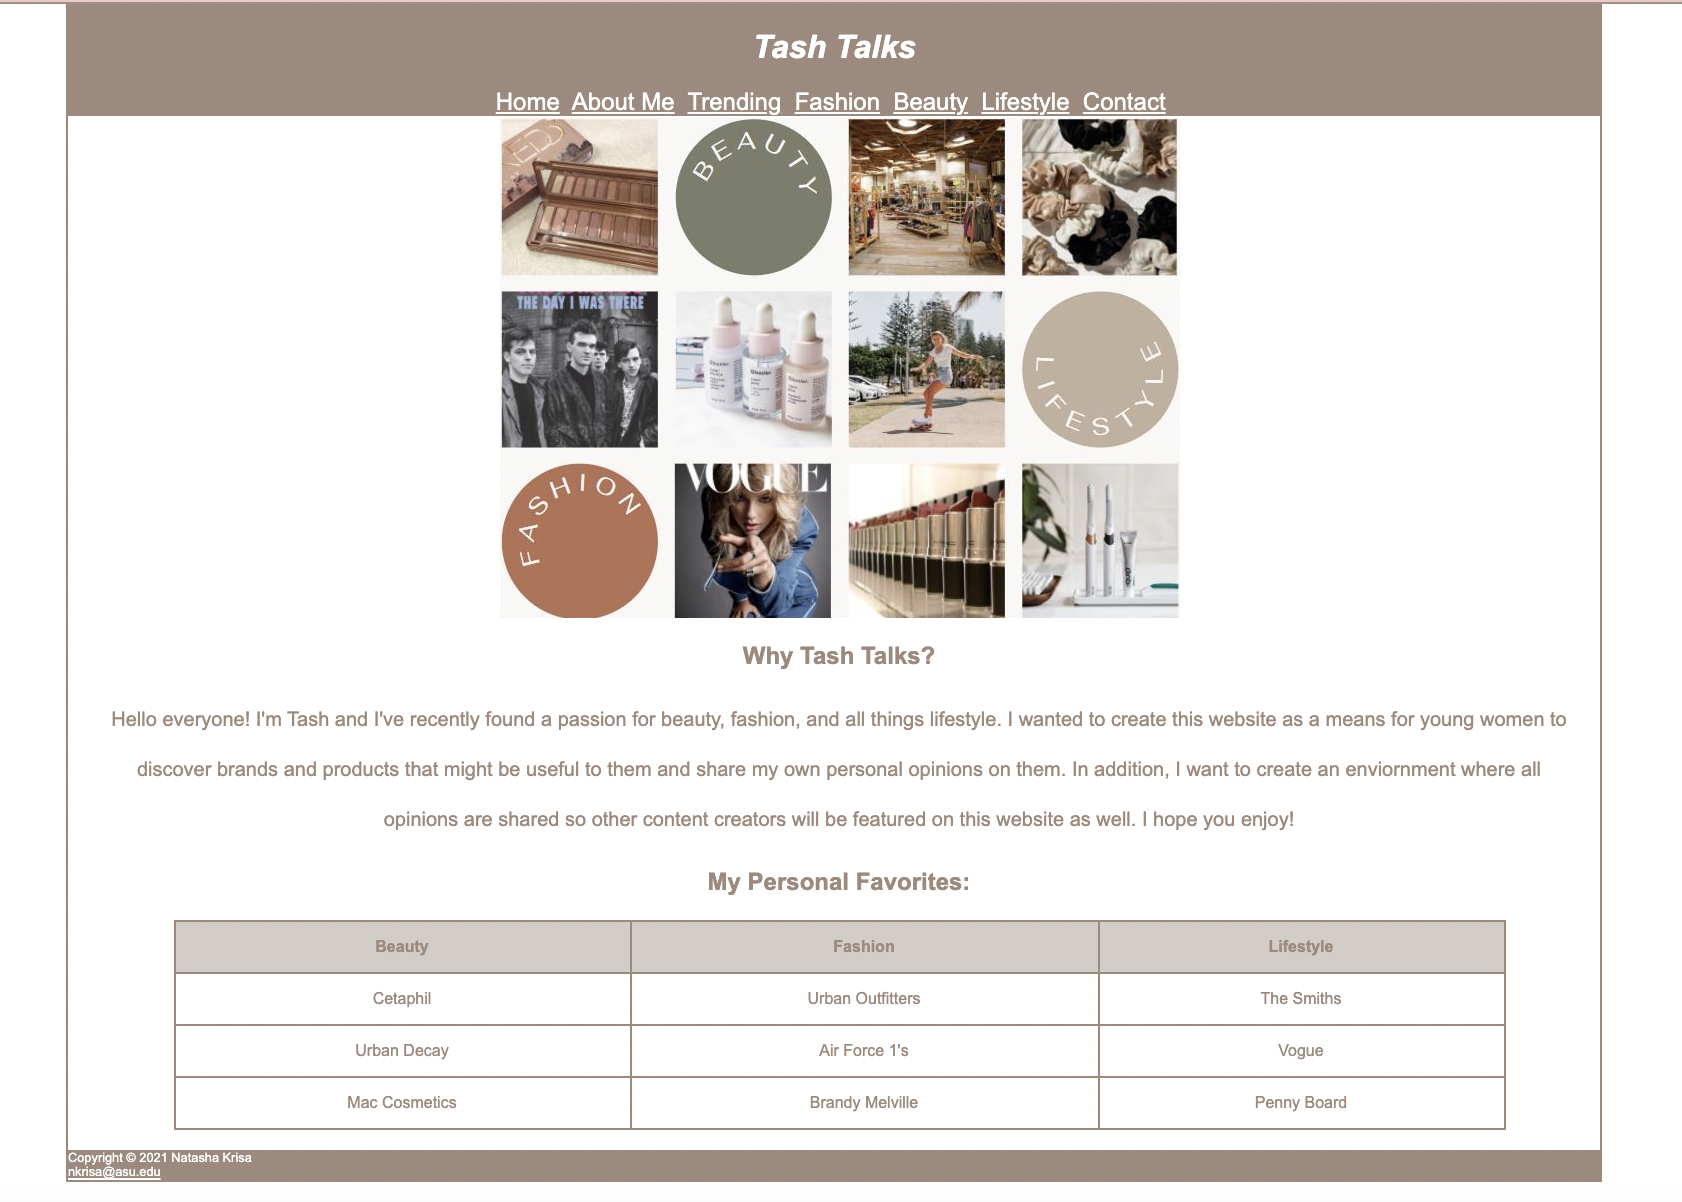 Tash Talks
Home About Me Trending Fashion Beauty Lifestyle Contact
BEAUTY
THE DAY I WAS THERE
Glossier.
Glossier.
Glossier.
LIFESTYLE
FASHION
VOGUE
quip
Why Tash Talks?
Hello everyone! I'm Tash and I've recently found a passion for beauty, fashion, and all things lifestyle. I wanted to create this website as a means for young women to
discover brands and products that might be useful to them and share my own personal opinions on them. In addition, I want to create an enviornment where all
opinions are shared so other content creators will be featured on this website as well. I hope you enjoy!
My Personal Favorites:
Beauty Fashion Lifestyle
Cetaphil Urban Outfitters The Smiths
Urban Decay Air Force 1's Vogue
Mac Cosmetics Brandy Melville Penny Board
Copyright © 2021 Natasha Krisa
nkrisa@asu.edu